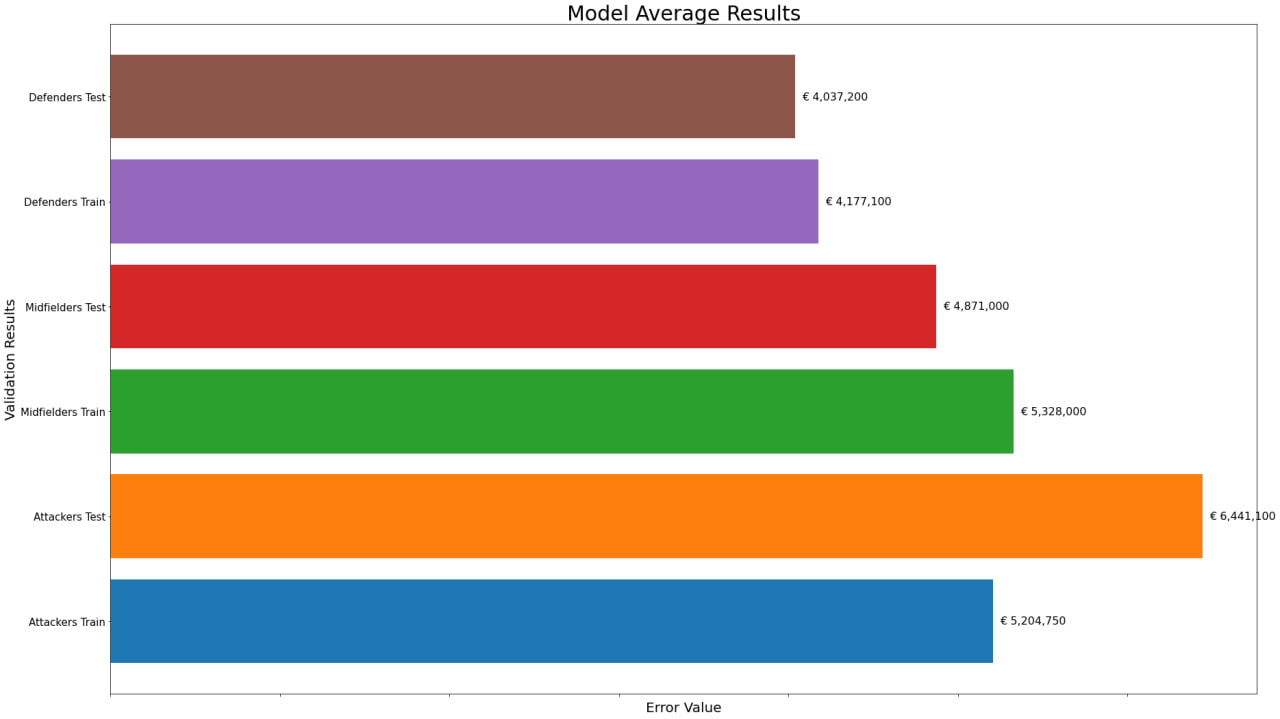 Model Average Results
Defenders Test
€ 4,037,200
Defenders Train
€ 4,177,100
Midfielders Test
€ 4,871,000
Validation Results
Midfielders Train
€ 5,328,000
Attackers Test
€ 6,441,100
Attackers Train
€ 5,204,750
Error Value